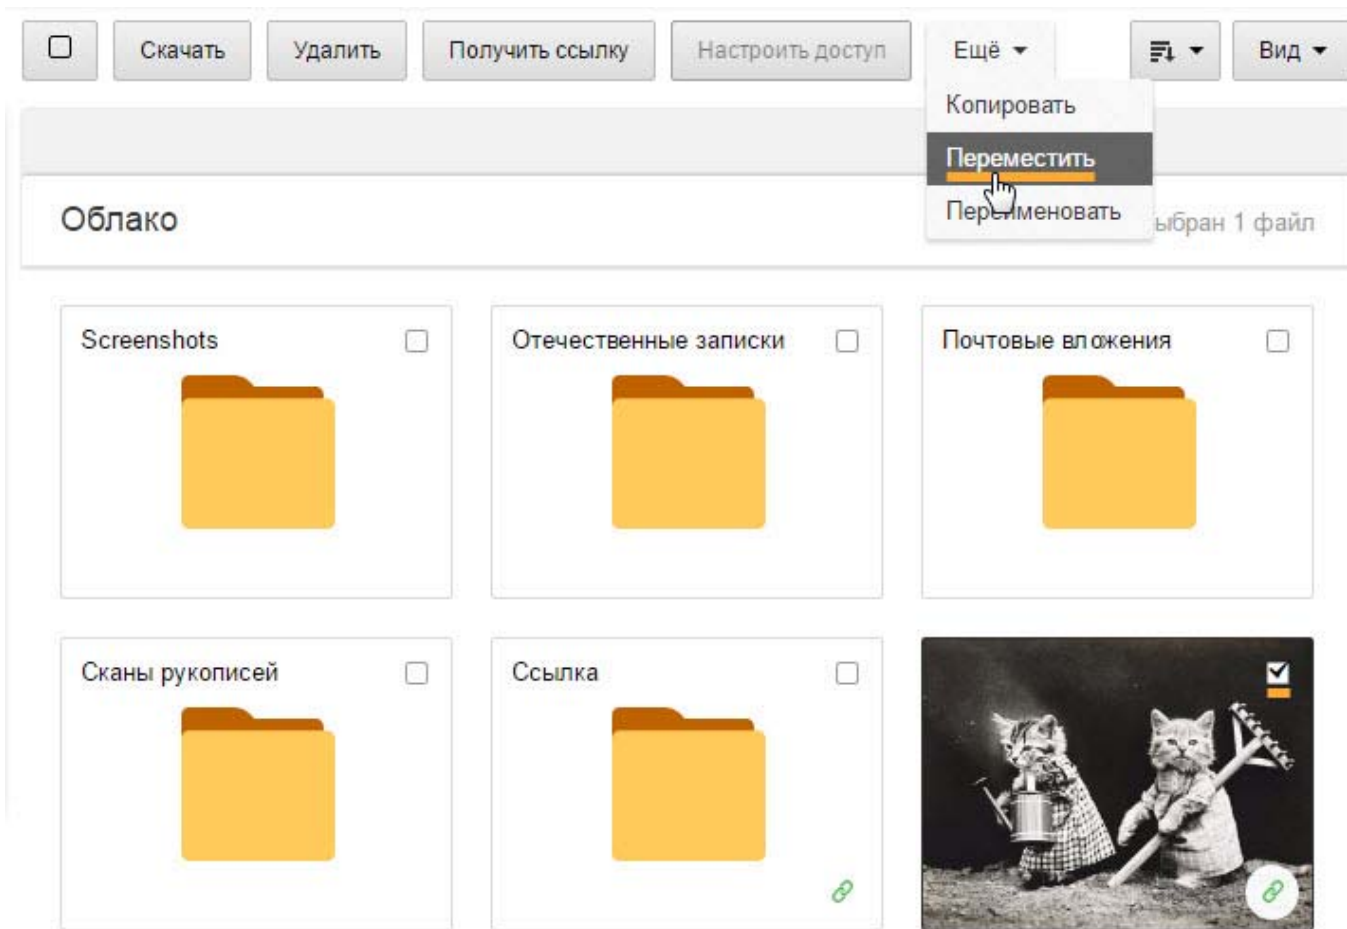 Скачать Удалить Получить ссылку Настроить доступ Ещё Вид
Копировать
Переместить
Переименовать
Облако
ыбран 1 файл
Screenshots Отечественные записки Почтовые вложения
Сканы рукописей Ссылка